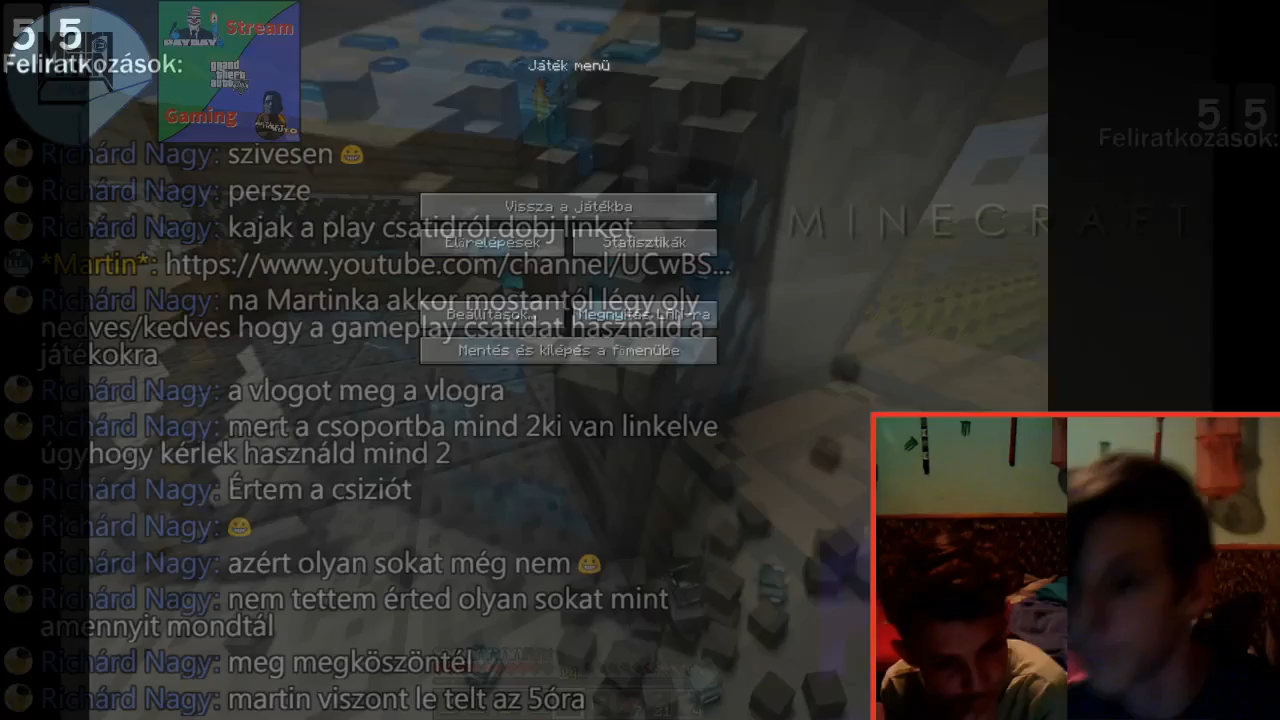 5 5
Feliratkozások:
PAYDAY
Stream
grand
theft
auto
Gaming
Játék menü
5 5
Feliratkozások:
MINECRAFT
Richárd Nagy: szivesen 😀
Richárd Nagy: persze
Vissza a játékba
Richárd Nagy: kajak a play csatidról dobj linket
Előrelépések
Statisztikák
*Martin*: https://www.youtube.com/channel/UCwBS...
Richárd Nagy: na Martinka akkor mostantól légy oly
nedves/kedves hogy a gameplay csatidat használd a
játékokra
Beállítások...
Megnyitás LAN-ra
Mentés és kilépés a főmenübe
Richárd Nagy: a vlogot meg a vlogra
Richárd Nagy: mert a csoportba mind 2ki van linkelve
úgyhogy kérlek használd mind 2
Richárd Nagy: Értem a csiziót
Richárd Nagy: 😀
Richárd Nagy: azért olyan sokat még nem 😀
Richárd Nagy: nem tettem érted olyan sokat mint
amennyit mondtál
Richárd Nagy: meg megköszöntél
Richárd Nagy: martin viszont le telt az 5óra